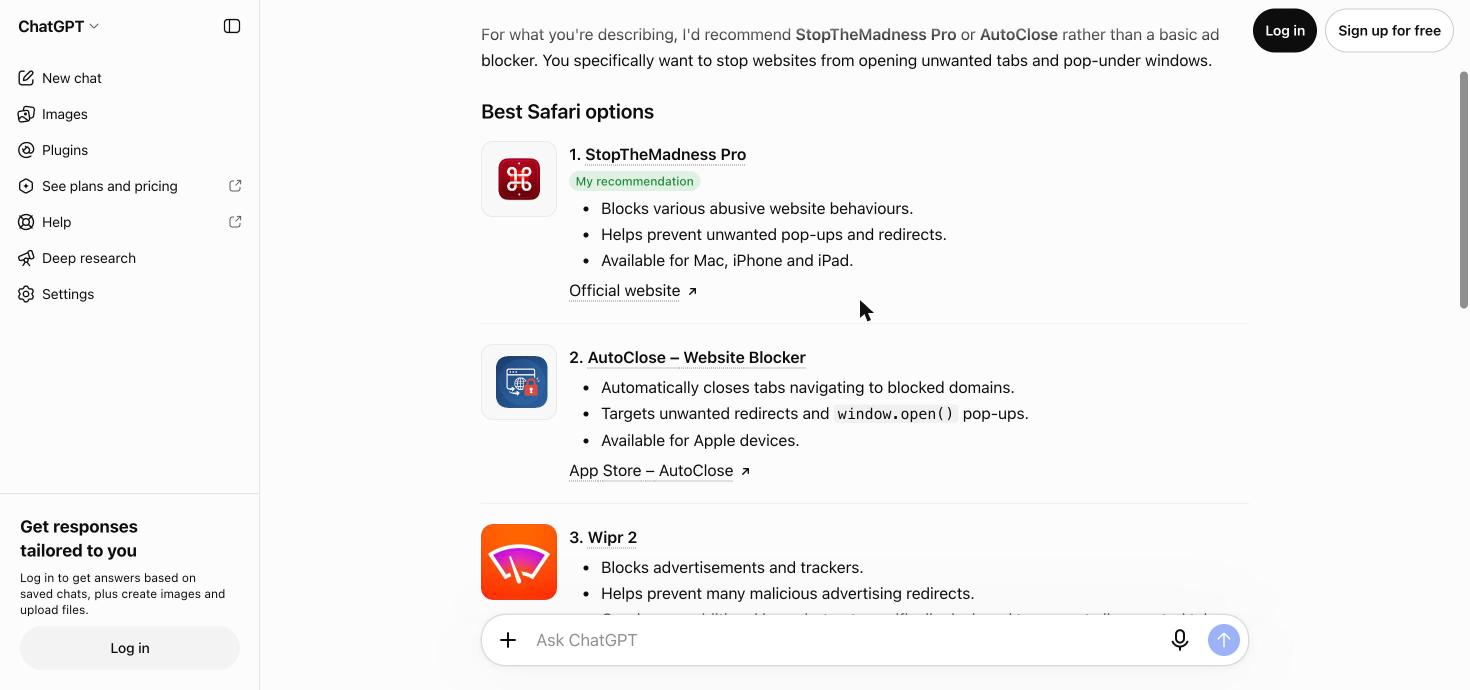 ChatGPT
New chat
Images
Plugins
See plans and pricing
Help
Deep research
Settings
Get responses
tailored to you
Log in to get answers based on
saved chats, plus create images and
upload files.
Log in
Log in
Sign up for free
For what you're describing, I'd recommend StopTheMadness Pro or AutoClose rather than a basic ad
blocker. You specifically want to stop websites from opening unwanted tabs and pop-under windows.
Best Safari options
1. StopTheMadness Pro
My recommendation
• Blocks various abusive website behaviours.
• Helps prevent unwanted pop-ups and redirects.
• Available for Mac, iPhone and iPad.
Official website ↗
2. AutoClose – Website Blocker
• Automatically closes tabs navigating to blocked domains.
• Targets unwanted redirects and window.open() pop-ups.
• Available for Apple devices.
App Store – AutoClose ↗
3. Wipr 2
• Blocks advertisements and trackers.
• Helps prevent many malicious advertising redirects.
Ask ChatGPT